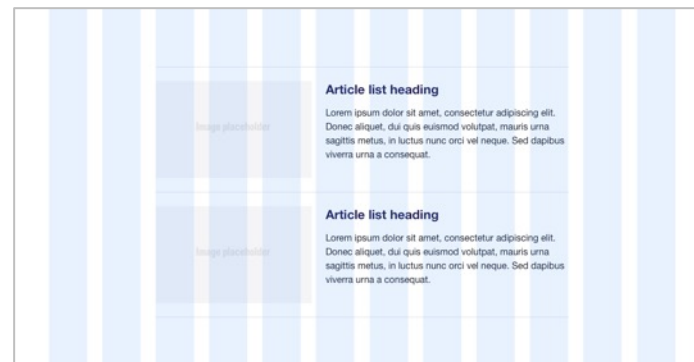 Image placeholder
Article list heading
Lorem ipsum dolor sit amet, consectetur adipiscing elit.
Donec aliquet, dui quis euismod volutpat, mauris urna
sagittis metus, in luctus nunc orci vel neque. Sed dapibus
viverra urna a consequat.
Image placeholder
Article list heading
Lorem ipsum dolor sit amet, consectetur adipiscing elit.
Donec aliquet, dui quis euismod volutpat, mauris urna
sagittis metus, in luctus nunc orci vel neque. Sed dapibus
viverra urna a consequat.